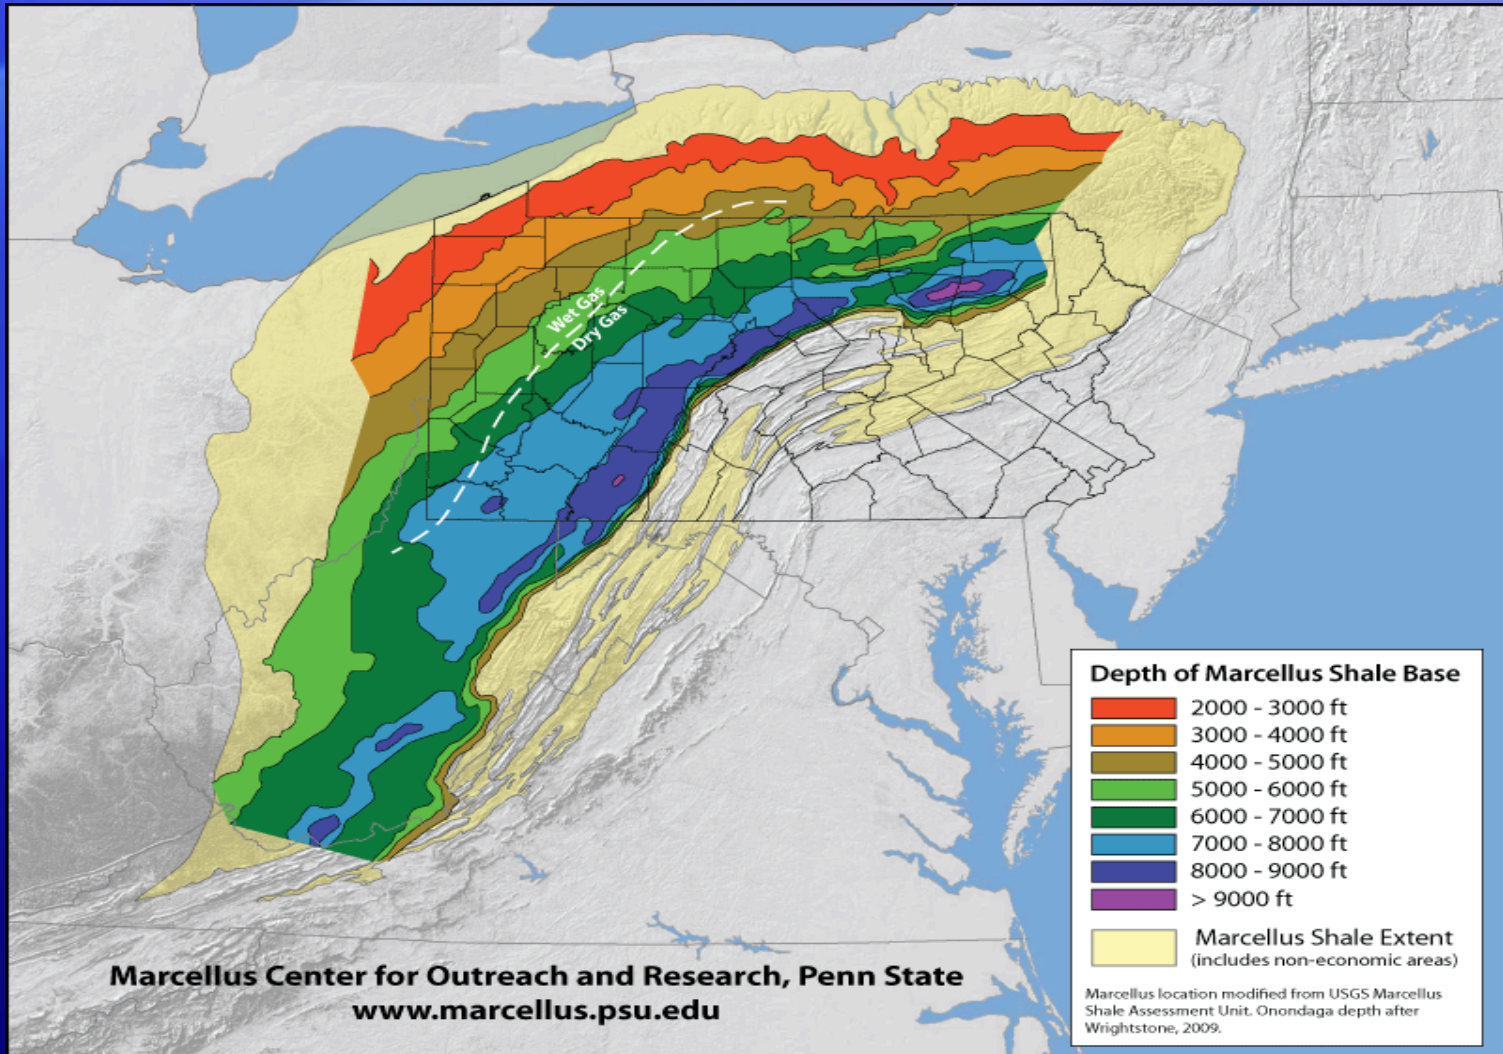 Wet Gas
Dry Gas
Depth of Marcellus Shale Base
2000 - 3000 ft
3000 - 4000 ft
4000 - 5000 ft
5000 - 6000 ft
6000 - 7000 ft
7000 - 8000 ft
8000 - 9000 ft
> 9000 ft
Marcellus Shale Extent
(includes non-economic areas)
Marcellus location modified from USGS Marcellus
Shale Assessment Unit. Onondaga depth after
Wrightstone, 2009.
Marcellus Center for Outreach and Research, Penn State
www.marcellus.psu.edu